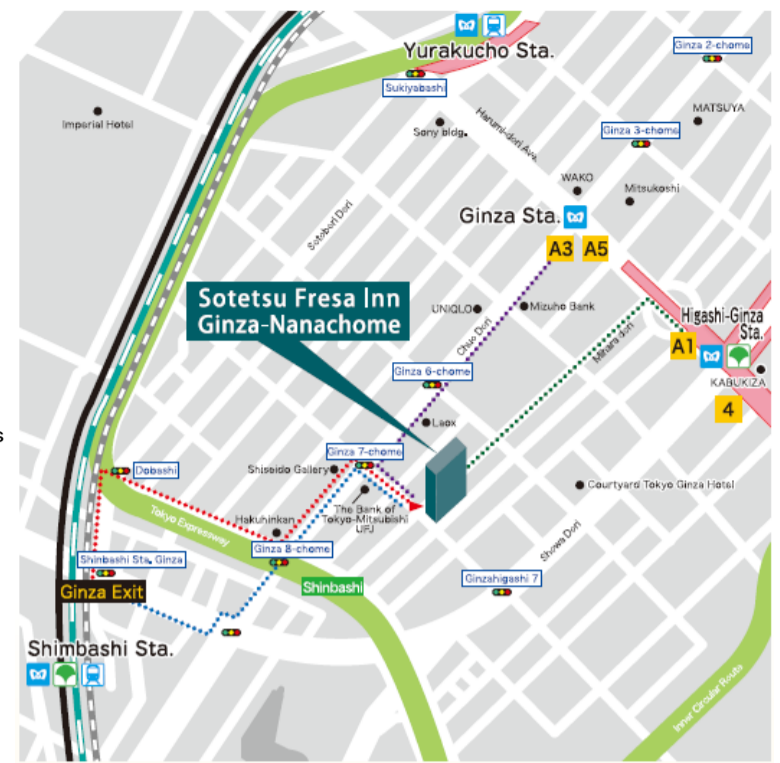 Yurakucho Sta.
Ginza 2-chome
Sukiyabashi
MATSUYA
Imperial Hotel
Sony bldg.
Harumi-dori Ave.
Ginza 3-chome
WAKO
Mitsukoshi
Sotobori Dori
Ginza Sta.
A3 A5
Sotetsu Fresa Inn
Ginza-Nanachome
UNIQLO
Mizuho Bank
Chuo Dori
Mihara dori
Higashi-Ginza
Sta.
A1
KABUKIZA
4
Ginza 6-chome
Laox
s
Ginza 7-chome
Dobashi
Shiseido Gallery
The Bank of
Tokyo-Mitsubishi
UFJ
Courtyard Tokyo Ginza Hotel
Tokyo Expressway
Hakuhinkan
Ginza 8-chome
Showa Dori
Shinbashi Sta. Ginza
Ginza Exit
Shinbashi
Ginzahigashi 7
Shimbashi Sta.
Inner Circular Route